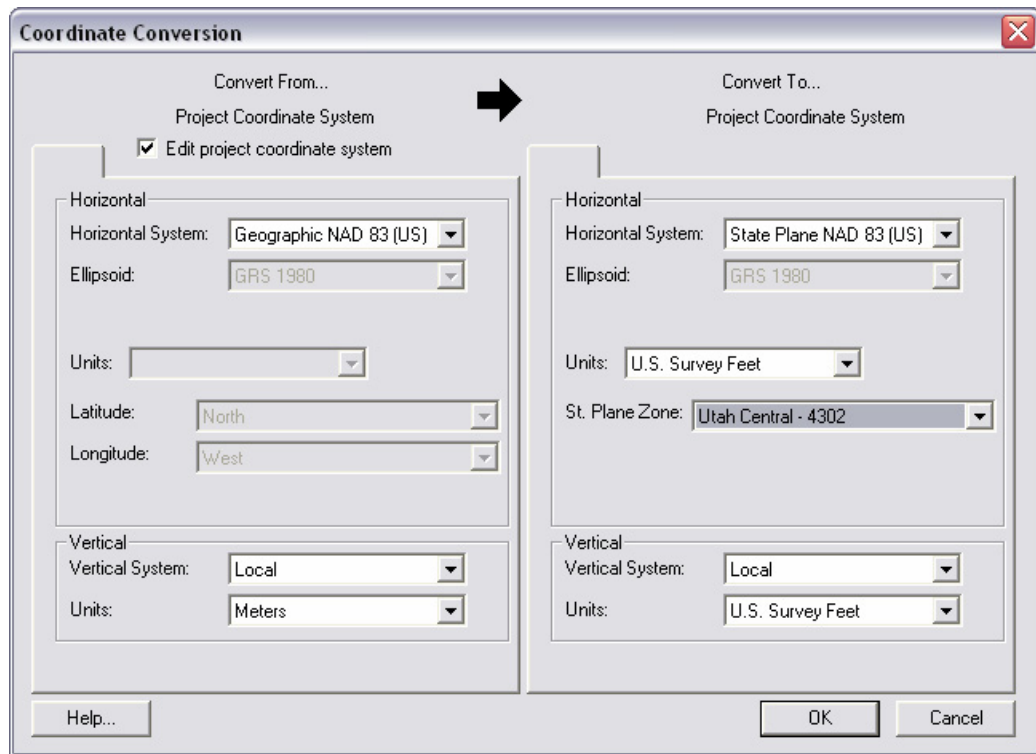 Coordinate Conversion
Convert From...
Project Coordinate System
Edit project coordinate system
Horizontal
Horizontal System: Geographic NAD 83 (US)
Ellipsoid: GRS 1980
Units:
Latitude: North
Longitude: West
Vertical
Vertical System: Local
Units: Meters
Convert To...
Project Coordinate System
Horizontal
Horizontal System: State Plane NAD 83 (US)
Ellipsoid: GRS 1980
Units: U.S. Survey Feet
St. Plane Zone: Utah Central - 4302
Vertical
Vertical System: Local
Units: U.S. Survey Feet
Help...
OK
Cancel